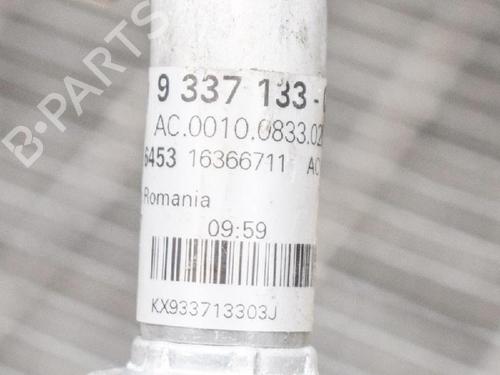 B-PARTS
9 337 133-
AC.0010.0833.02
6453 16366711 AC
Romania
09:59
KX933713303J